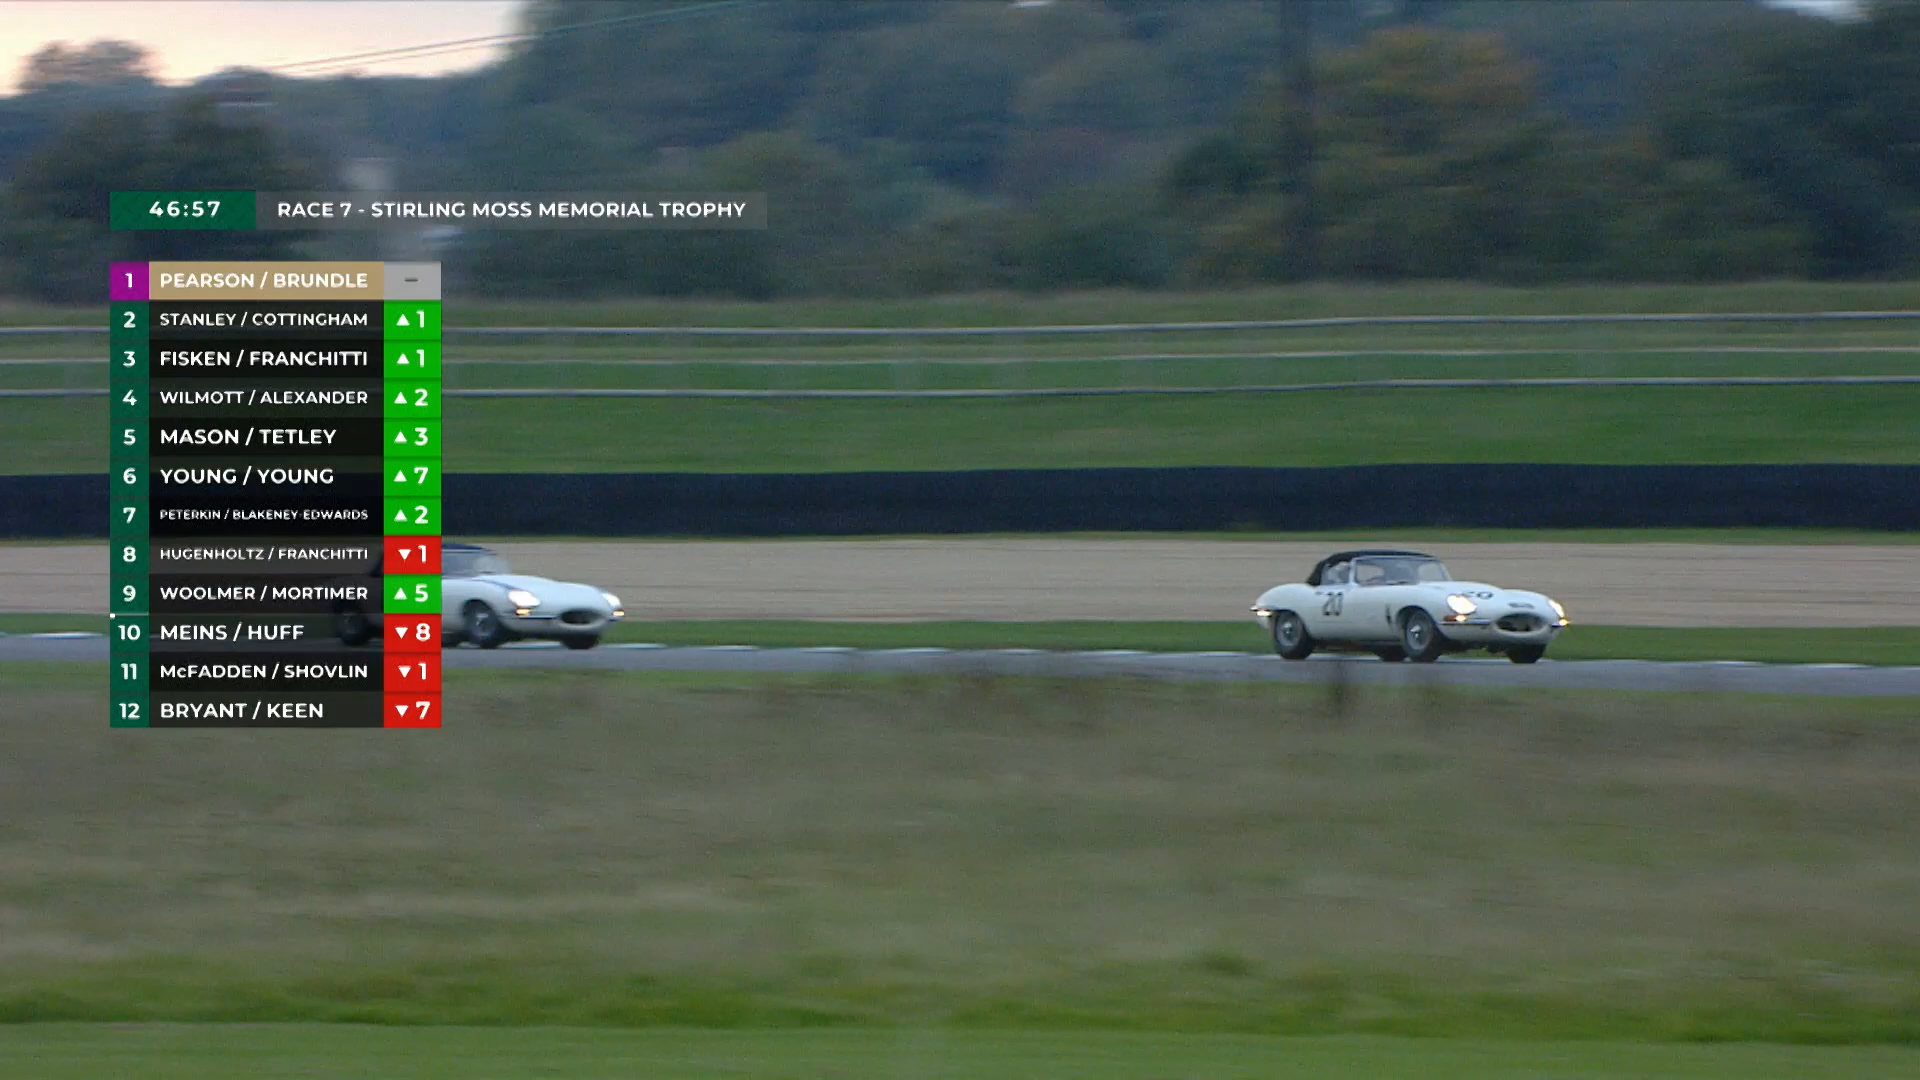 46:57 RACE 7 - STIRLING MOSS MEMORIAL TROPHY
1 PEARSON / BRUNDLE –
2 STANLEY / COTTINGHAM ▲ 1
3 FISKEN / FRANCHITTI ▲ 1
4 WILMOTT / ALEXANDER ▲ 2
5 MASON / TETLEY ▲ 3
6 YOUNG / YOUNG ▲ 7
7 PETERKIN / BLAKENEY-EDWARDS ▲ 2
8 HUGENHOLTZ / FRANCHITTI ▼ 1
9 WOOLMER / MORTIMER ▲ 5
10 MEINS / HUFF ▼ 8
11 McFADDEN / SHOVLIN ▼ 1
12 BRYANT / KEEN ▼ 7
20
20